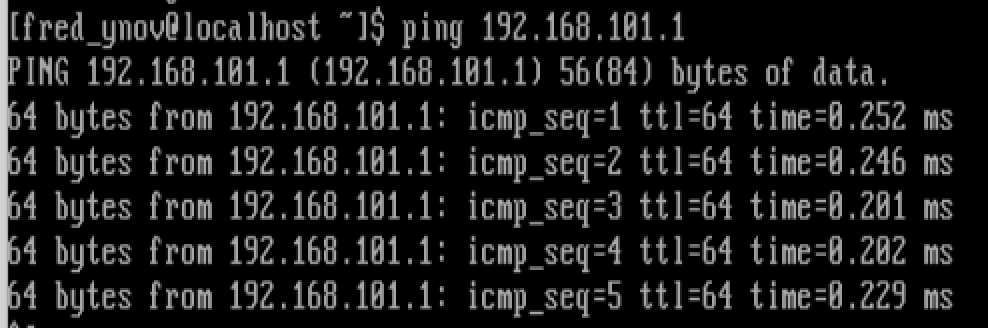 [fred_ynov@localhost ~]$ ping 192.168.101.1
PING 192.168.101.1 (192.168.101.1) 56(84) bytes of data.
64 bytes from 192.168.101.1: icmp_seq=1 ttl=64 time=0.252 ms
64 bytes from 192.168.101.1: icmp_seq=2 ttl=64 time=0.246 ms
64 bytes from 192.168.101.1: icmp_seq=3 ttl=64 time=0.201 ms
64 bytes from 192.168.101.1: icmp_seq=4 ttl=64 time=0.202 ms
64 bytes from 192.168.101.1: icmp_seq=5 ttl=64 time=0.229 ms